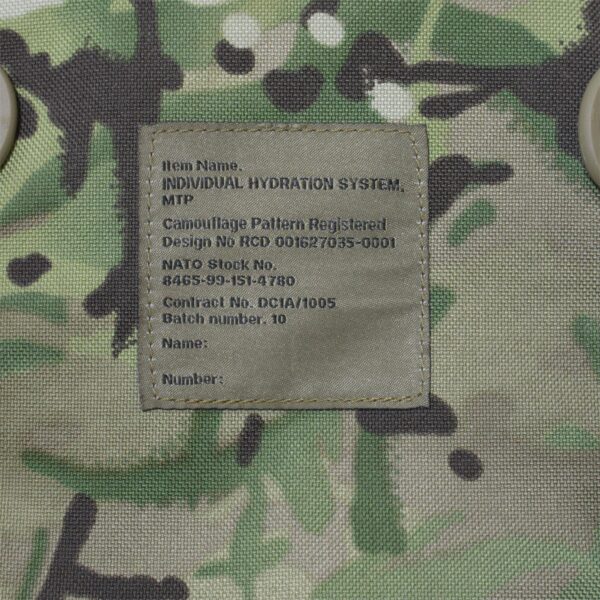 Item Name.
INDIVIDUAL HYDRATION SYSTEM,
MTP
Camouflage Pattern Registered
Design No RCD 001627035-0001
NATO Stock No.
8465-99-151-4780
Contract No. DC1A/1005
Batch number. 10
Name:
Number: